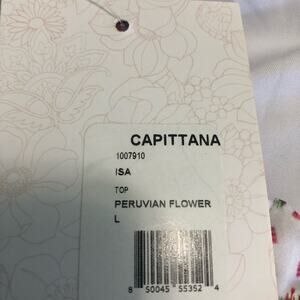 CAPITTANA
1007910
ISA
TOP
PERUVIAN FLOWER
L
8 50045 55352 4